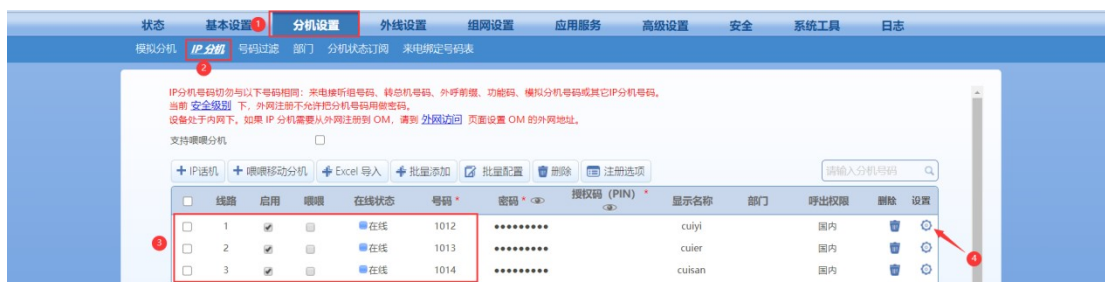 状态 基本设置 1 分机设置 外线设置 组网设置 应用服务 高级设置 安全 系统工具 日志
模拟分机 IP 分机 号码过滤 部门 分机状态订阅 来电绑定号码表
2
IP分机号码切勿与以下号码相同：来电接听组号码、转总机号码、外呼前缀、功能码、模拟分机号码或其它IP分机号码。
当前 安全级别 下，外网注册不允许把分机号码用做密码。
设备处于内网下。如果 IP 分机需要从外网注册到 OM，请到 外网访问 页面设置 OM 的外网地址。
支持喂喂分机
IP话机 喂喂移动分机 Excel 导入 批量添加 批量配置 删除 注册选项 请输入分机号码
线路 启用 喂喂 在线状态 号码 * 密码 * 授权码（PIN） * 显示名称 部门 呼出权限 删除 设置
1 在线 1012 ●●●●●●●●● cuiyi 国内
3 2 在线 1013 ●●●●●●●●● cuier 国内
4
3 在线 1014 ●●●●●●●●● cuisan 国内